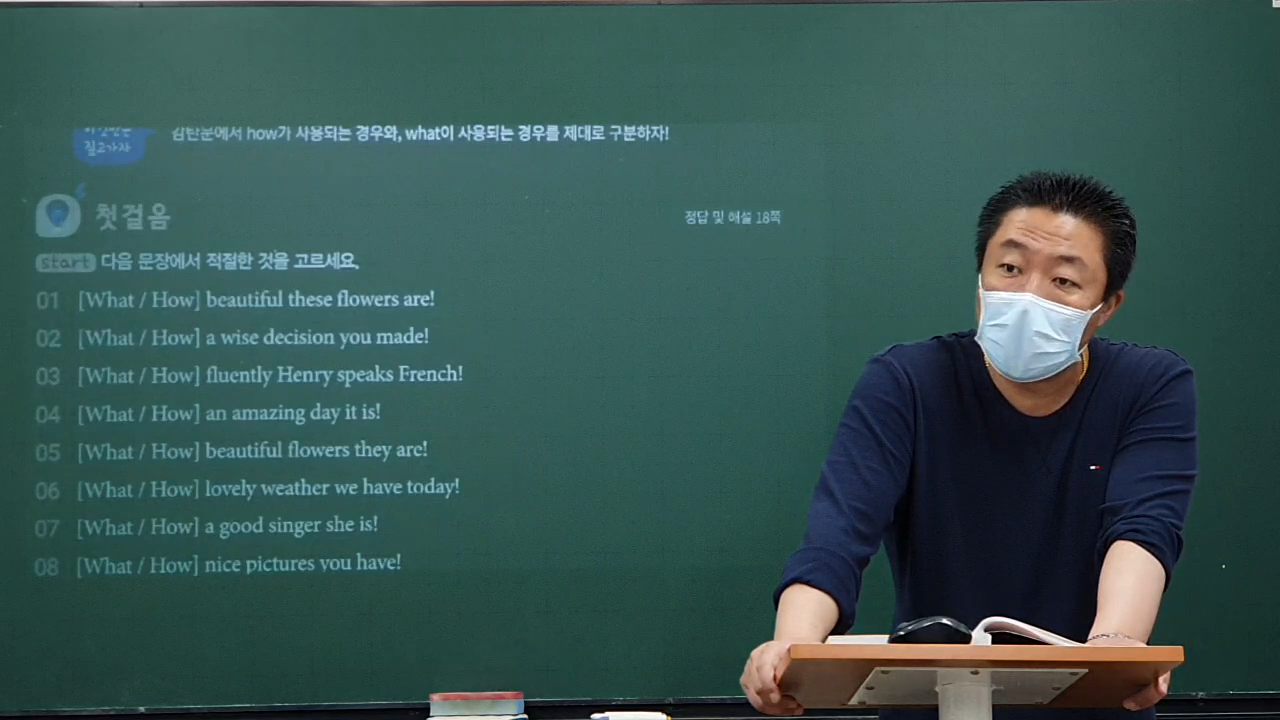 짚고가자
감탄문에서 how가 사용되는 경우와, what이 사용되는 경우를 제대로 구분하자!
첫걸음
정답 및 해설 18쪽
start 다음 문장에서 적절한 것을 고르세요.
01 [What / How] beautiful these flowers are!
02 [What / How] a wise decision you made!
03 [What / How] fluently Henry speaks French!
04 [What / How] an amazing day it is!
05 [What / How] beautiful flowers they are!
06 [What / How] lovely weather we have today!
07 [What / How] a good singer she is!
08 [What / How] nice pictures you have!